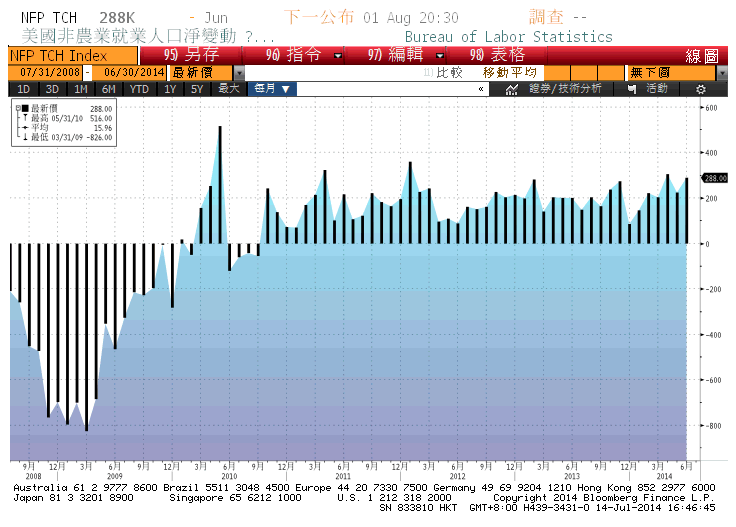 NFP TCH 288K - Jun 下一公布 01 Aug 20:30 調查 --
美國非農業就業人口淨變動 ?... Bureau of Labor Statistics
NFP TCH Index 95) 另存 96) 指令 97) 編輯 98) 表格 線圖
07/31/2008 - 06/30/2014 最新價 比較 移動平均 無下價
1D 3D 1M 6M YTD 1Y 5Y 最大 每月 ▼ « 證券/技術分析 活動
最新價 288.00
最高 05/31/10 516.00
平均 15.96
最低 03/31/09 -826.00
600
400
288.00
200
0
-200
-400
-600
-800
9月 12月 3月 6月 9月 12月 3月 6月 9月 12月 3月 6月 9月 12月 3月 6月 9月 12月 3月 6月 9月 12月 3月 6月
2008 2009 2010 2011 2012 2013 2014
Australia 61 2 9777 8600 Brazil 5511 3048 4500 Europe 44 20 7330 7500 Germany 49 69 9204 1210 Hong Kong 852 2977 6000
Japan 81 3 3201 8900 Singapore 65 6212 1000 U.S. 1 212 318 2000 Copyright 2014 Bloomberg Finance L.P.
SN 833810 HKT GMT+8:00 H439-3431-0 14-Jul-2014 16:46:45